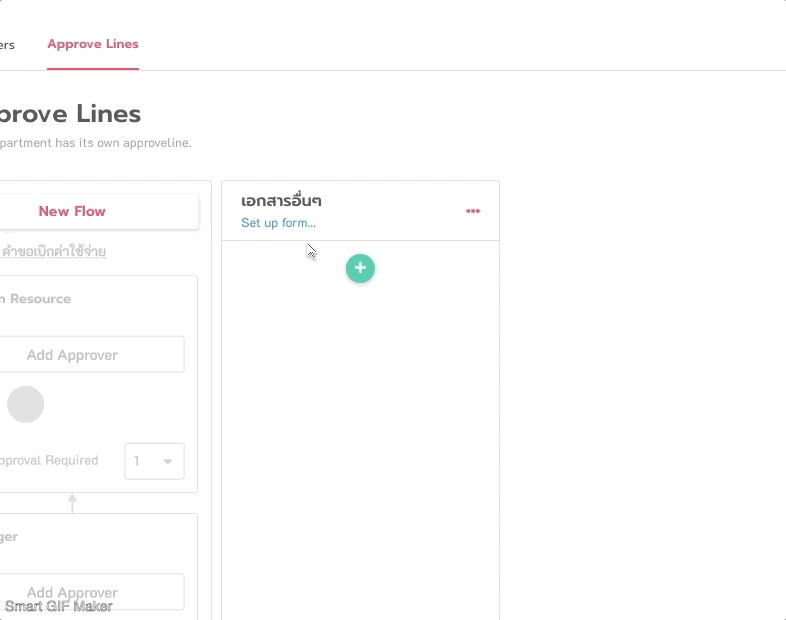 ers
Approve Lines
prove Lines
partment has its own approveline.
New Flow
คำขอเบิกค่าใช้จ่าย
n Resource
Add Approver
pproval Required
1
ger
Add Approver
Smart GIF Maker
เอกสารอื่นๆ
Set up form...